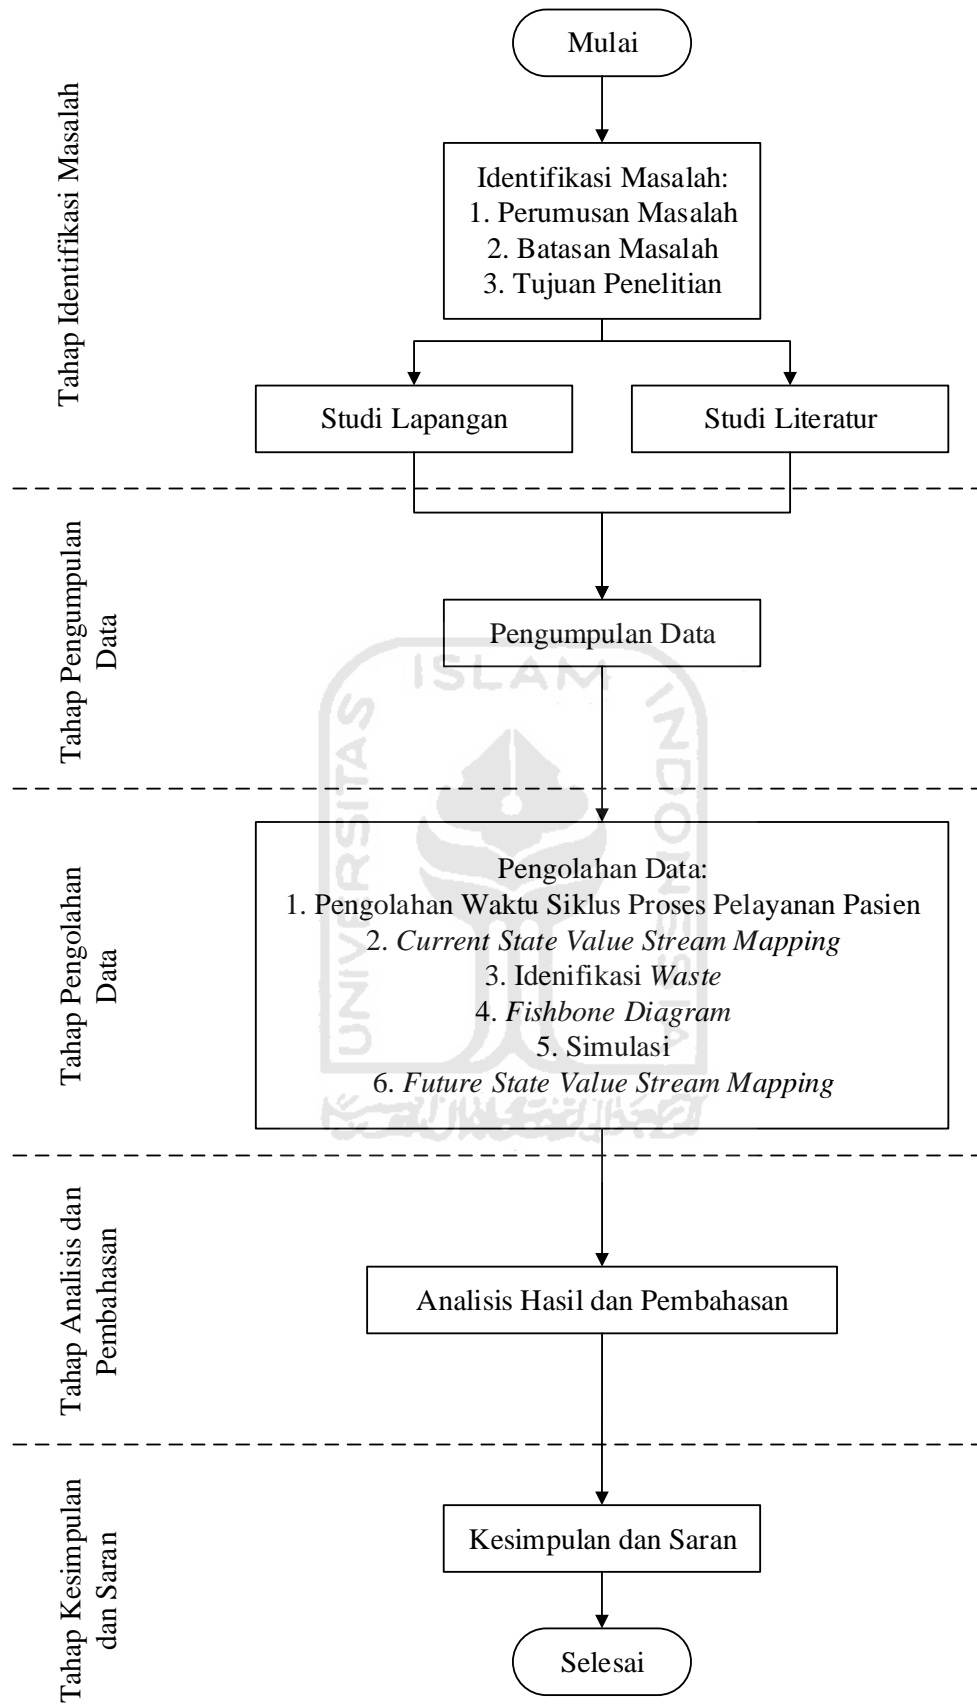 Mulai
Tahap Identifikasi Masalah
Identifikasi Masalah:
1. Perumusan Masalah
2. Batasan Masalah
3. Tujuan Penelitian
Studi Lapangan
Studi Literatur
Tahap Pengumpulan
Data
Pengumpulan Data
UNIVERSITAS
ISLAM
INDONESIA
Tahap Pengolahan
Data
Pengolahan Data:
1. Pengolahan Waktu Siklus Proses Pelayanan Pasien
2. Current State Value Stream Mapping
3. Idenifikasi Waste
4. Fishbone Diagram
5. Simulasi
6. Future State Value Stream Mapping
Tahap Analisis dan
Pembahasan
Analisis Hasil dan Pembahasan
Tahap Kesimpulan
dan Saran
Kesimpulan dan Saran
Selesai